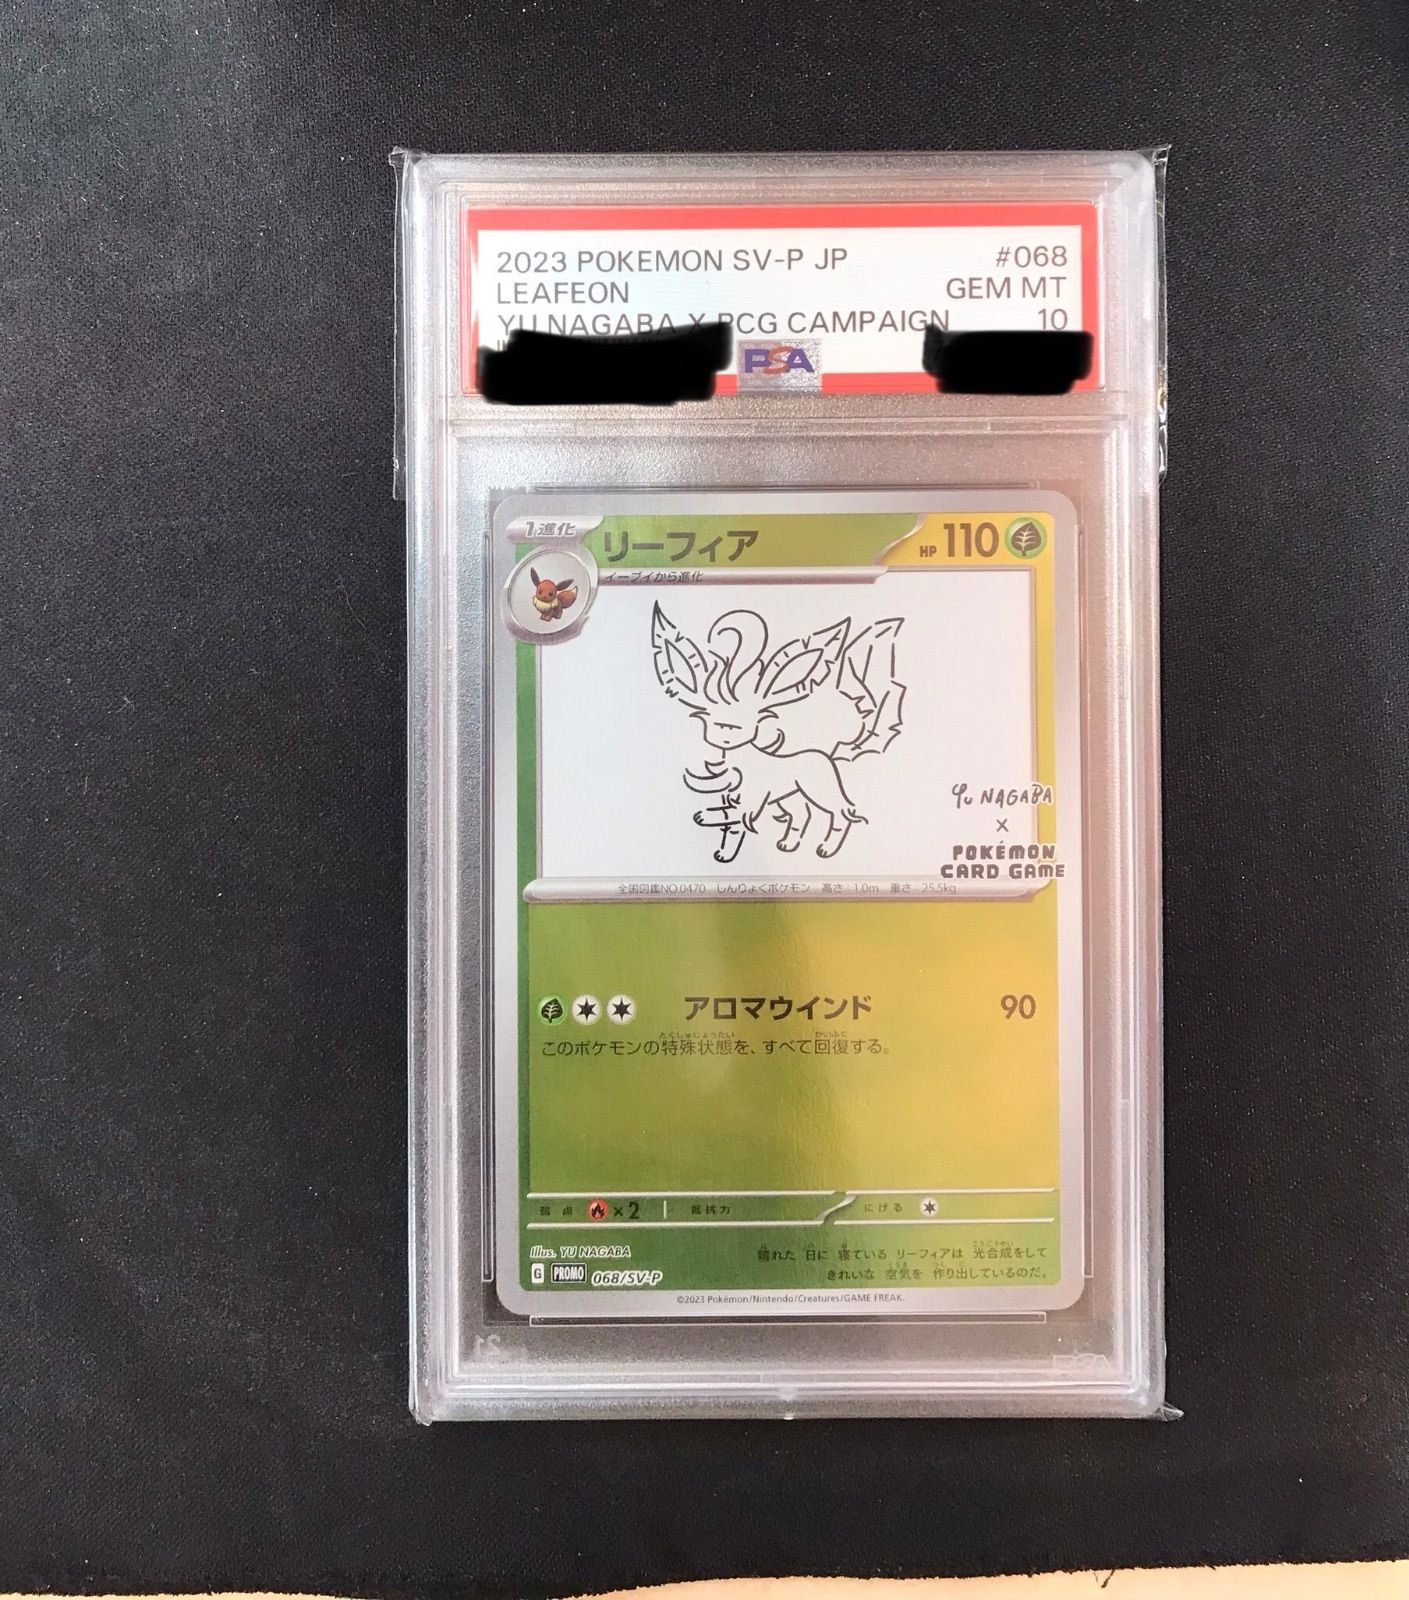 2023 POKEMON SV-P JP #068
LEAFEON GEM MT
YU NAGABA X PCG CAMPAIGN 10
PSA
1進化 リーフィア HP 110
イーブイから進化
Yu NAGABA
X
POKÉMON
CARD GAME
全国図鑑NO.0470 しんりょくポケモン 高さ:1.0m 重さ:25.5kg
アロマウインド 90
このポケモンの特殊状態を、すべて回復する。
弱点 ×2 抵抗力 にげる
Illus. YU NAGABA
晴れた 日に 寝ている リーフィアは 光合成をして
きれいな 空気を 作り出しているのだ。
G PROMO 068/SV-P
©2023 Pokémon/Nintendo/Creatures/GAME FREAK.